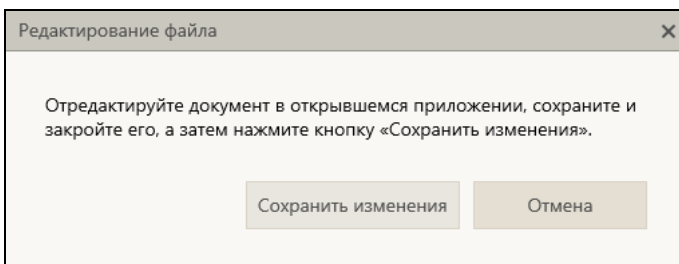 Редактирование файла
Отредактируйте документ в открывшемся приложении, сохраните и
закройте его, а затем нажмите кнопку «Сохранить изменения».
Сохранить изменения Отмена